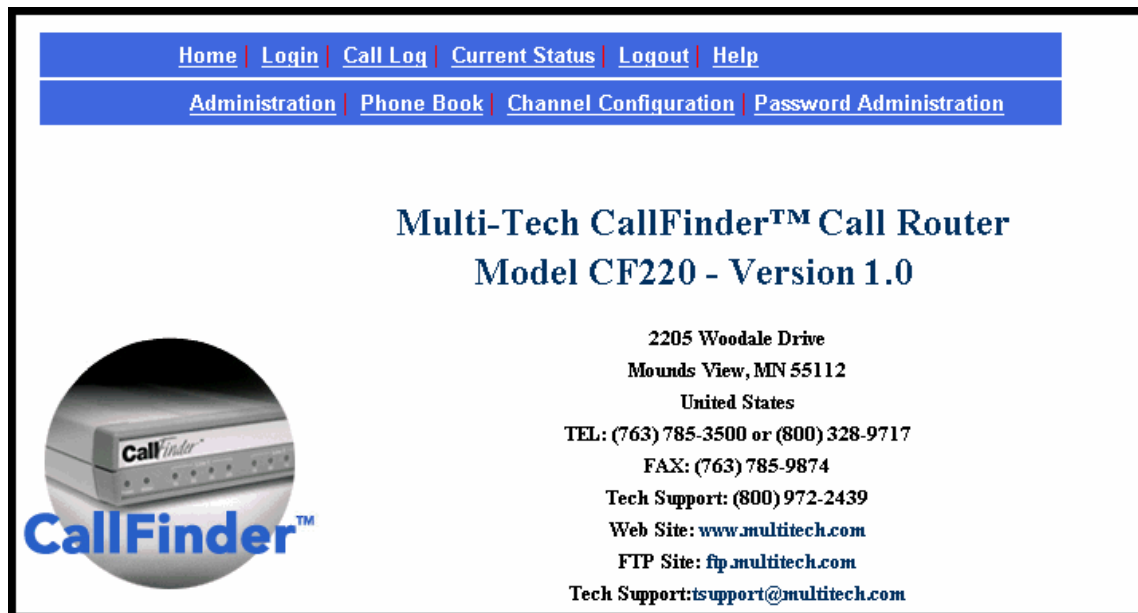 Home | Login | Call Log | Current Status | Logout | Help
Administration | Phone Book | Channel Configuration | Password Administration
Multi-Tech CallFinder™ Call Router
Model CF220 - Version 1.0
2205 Woodale Drive
Mounds View, MN 55112
United States
TEL: (763) 785-3500 or (800) 328-9717
FAX: (763) 785-9874
Tech Support: (800) 972-2439
Web Site: www.multitech.com
FTP Site: ftp.multitech.com
Tech Support:tsupport@multitech.com
CallFinder
CallFinder™